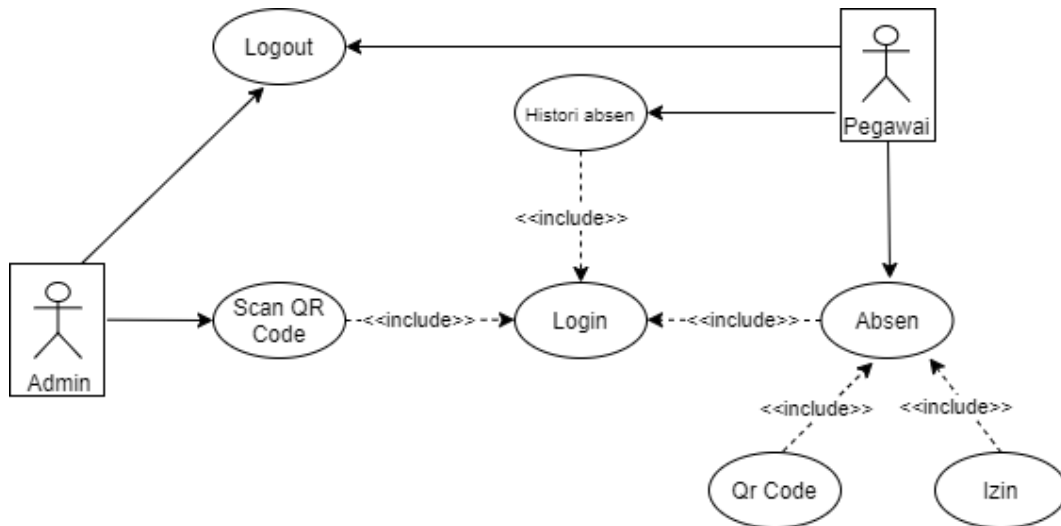 Logout
Pegawai
Histori absen
<<include>>
Admin
Scan QR
Code
<<include>>
Login
<<include>>
Absen
<<include>>
<<include>>
Qr Code
Izin